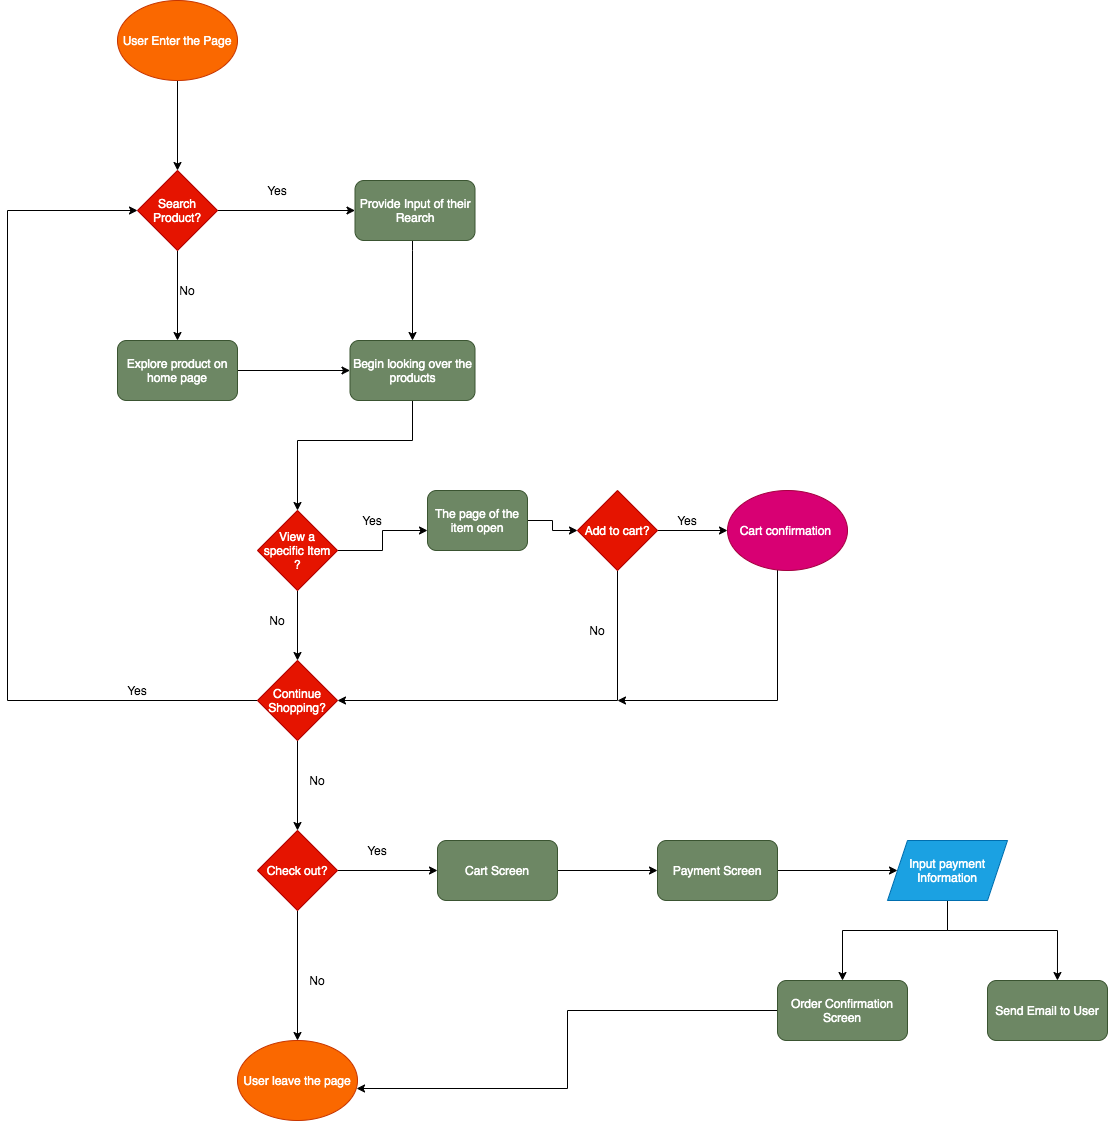 User Enter the Page
Search
Product?
Yes
Provide Input of their
Rearch
No
Explore product on
home page
Begin looking over the
products
View a
specific Item
?
Yes
The page of the
item open
Add to cart?
Yes
Cart confirmation
No
No
Continue
Shopping?
Yes
No
Check out?
Yes
Cart Screen
Payment Screen
Input payment
Information
No
Order Confirmation
Screen
Send Email to User
User leave the page